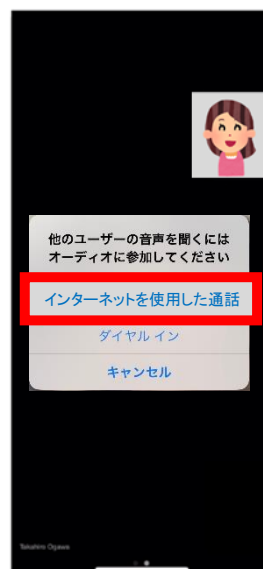 他のユーザーの音声を聞くには
オーディオに参加してください
インターネットを使用した通話
ダイヤル イン
キャンセル
Takahiro Ogawa